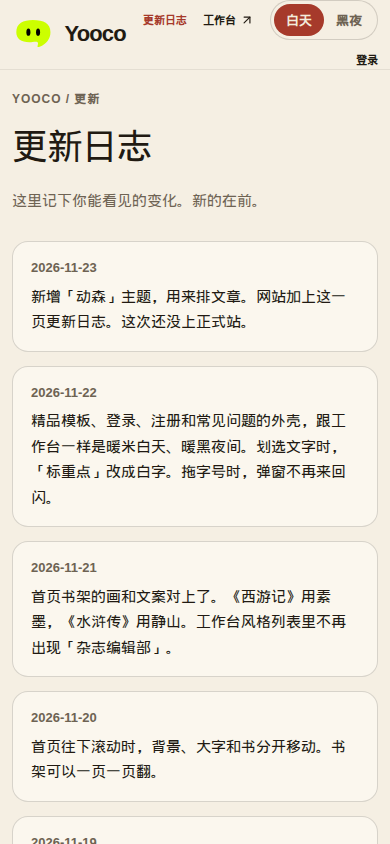 Yooco
更新日志
工作台
白天
黑夜
登录
YOOCO / 更新
更新日志
这里记下你能看见的变化。新的在前。
2026-11-23
新增「动森」主题，用来排文章。网站加上这一
页更新日志。这次还没上正式站。
2026-11-22
精品模板、登录、注册和常见问题的外壳，跟工
作台一样是暖米白天、暖黑夜间。划选文字时，
「标重点」改成白字。拖字号时，弹窗不再来回
闪。
2026-11-21
首页书架的画和文案对上了。《西游记》用素
墨，《水浒传》用静山。工作台风格列表里不再
出现「杂志编辑部」。
2026-11-20
首页往下滚动时，背景、大字和书分开移动。书
架可以一页一页翻。
2026-11-19